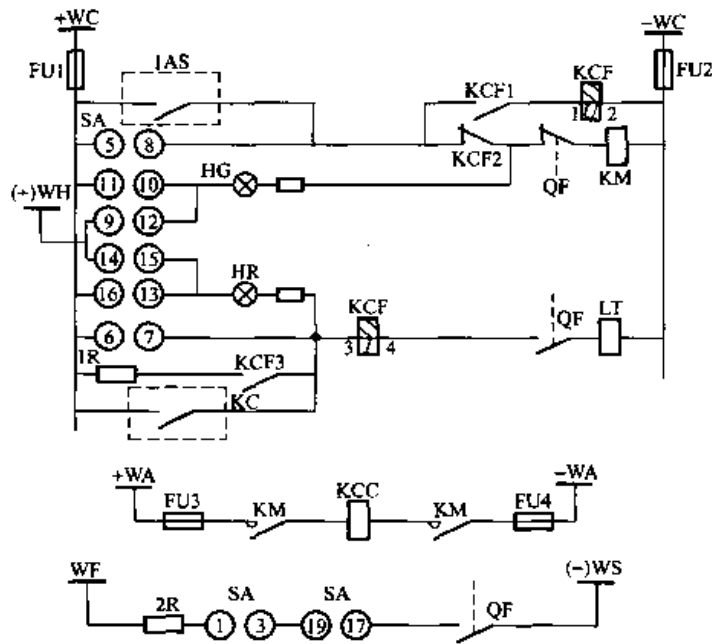 +WC
−WC
FU1
1AS
KCF
FU2
KCF1
1 2
SA
5 8
KCF2
11 10
HG
QF
KM
(+)WH
9 12
14 15
16 13
HR
KCF
QF
LT
6 7
3 4
1R
KCF3
KC
+WA
−WA
FU3
KM
KCC
KM
FU4
WF
(−)WS
2R
SA
SA
QF
1 3 19 17